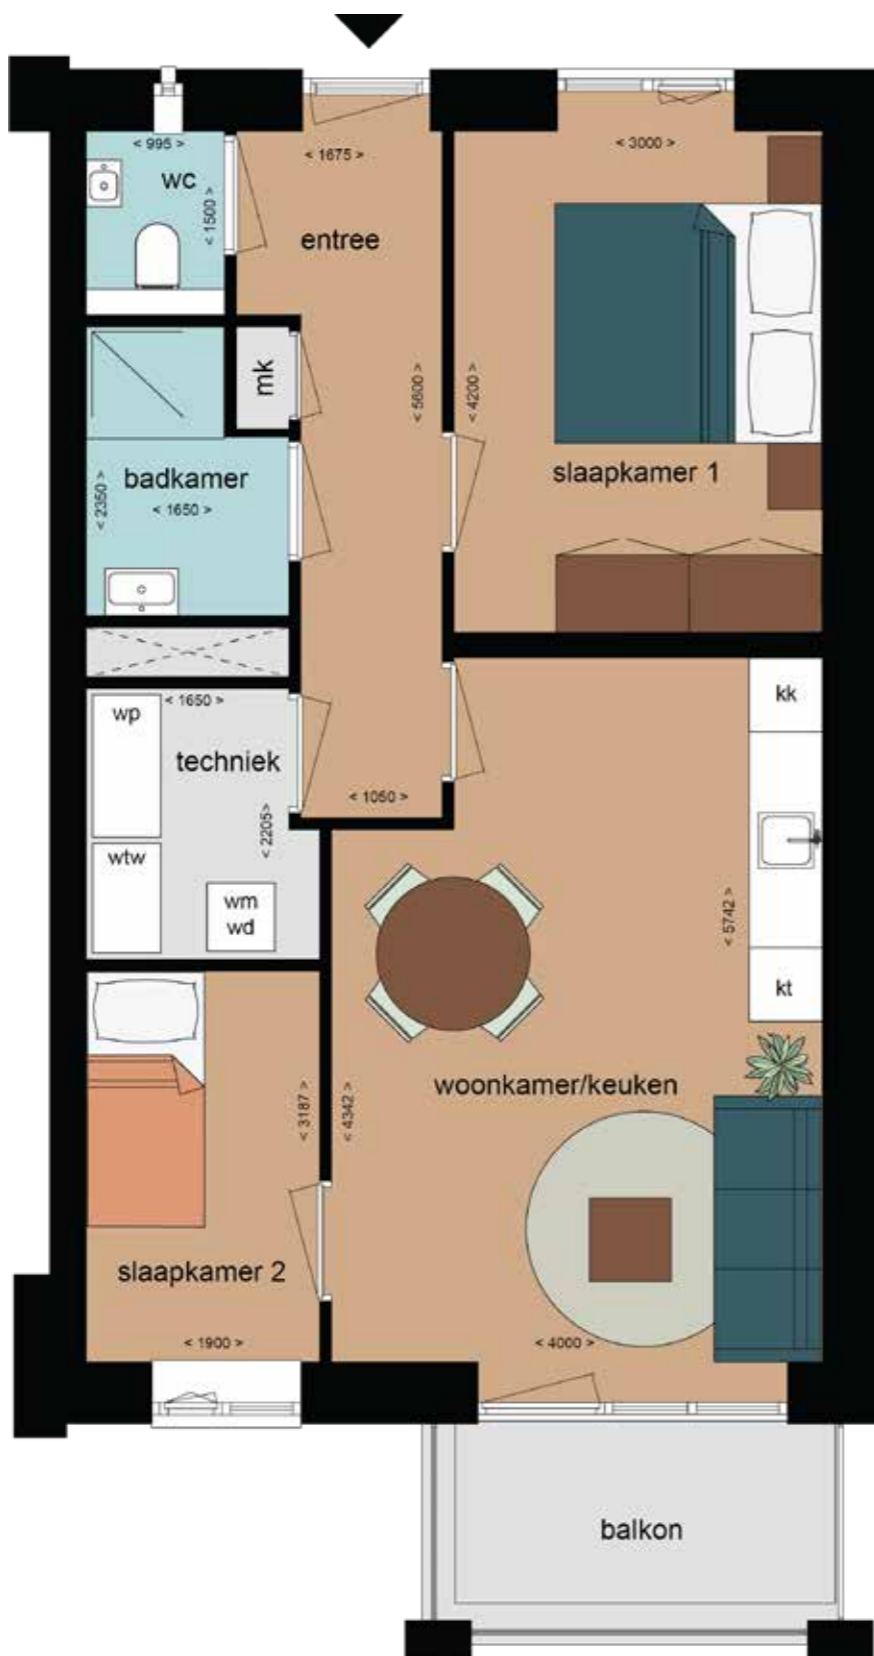 < 995 >
wc
< 1500 >
< 1675 >
entree
< 3000 >
mk
< 5600 >
< 4200 >
badkamer
< 1650 >
< 2350 >
slaapkamer 1
< 1650 >
wp
techniek
< 2205>
wtw
wm
wd
< 1050 >
kk
< 5742 >
kt
woonkamer/keuken
< 3187 >
< 4342 >
slaapkamer 2
< 1900 >
< 4000 >
balkon